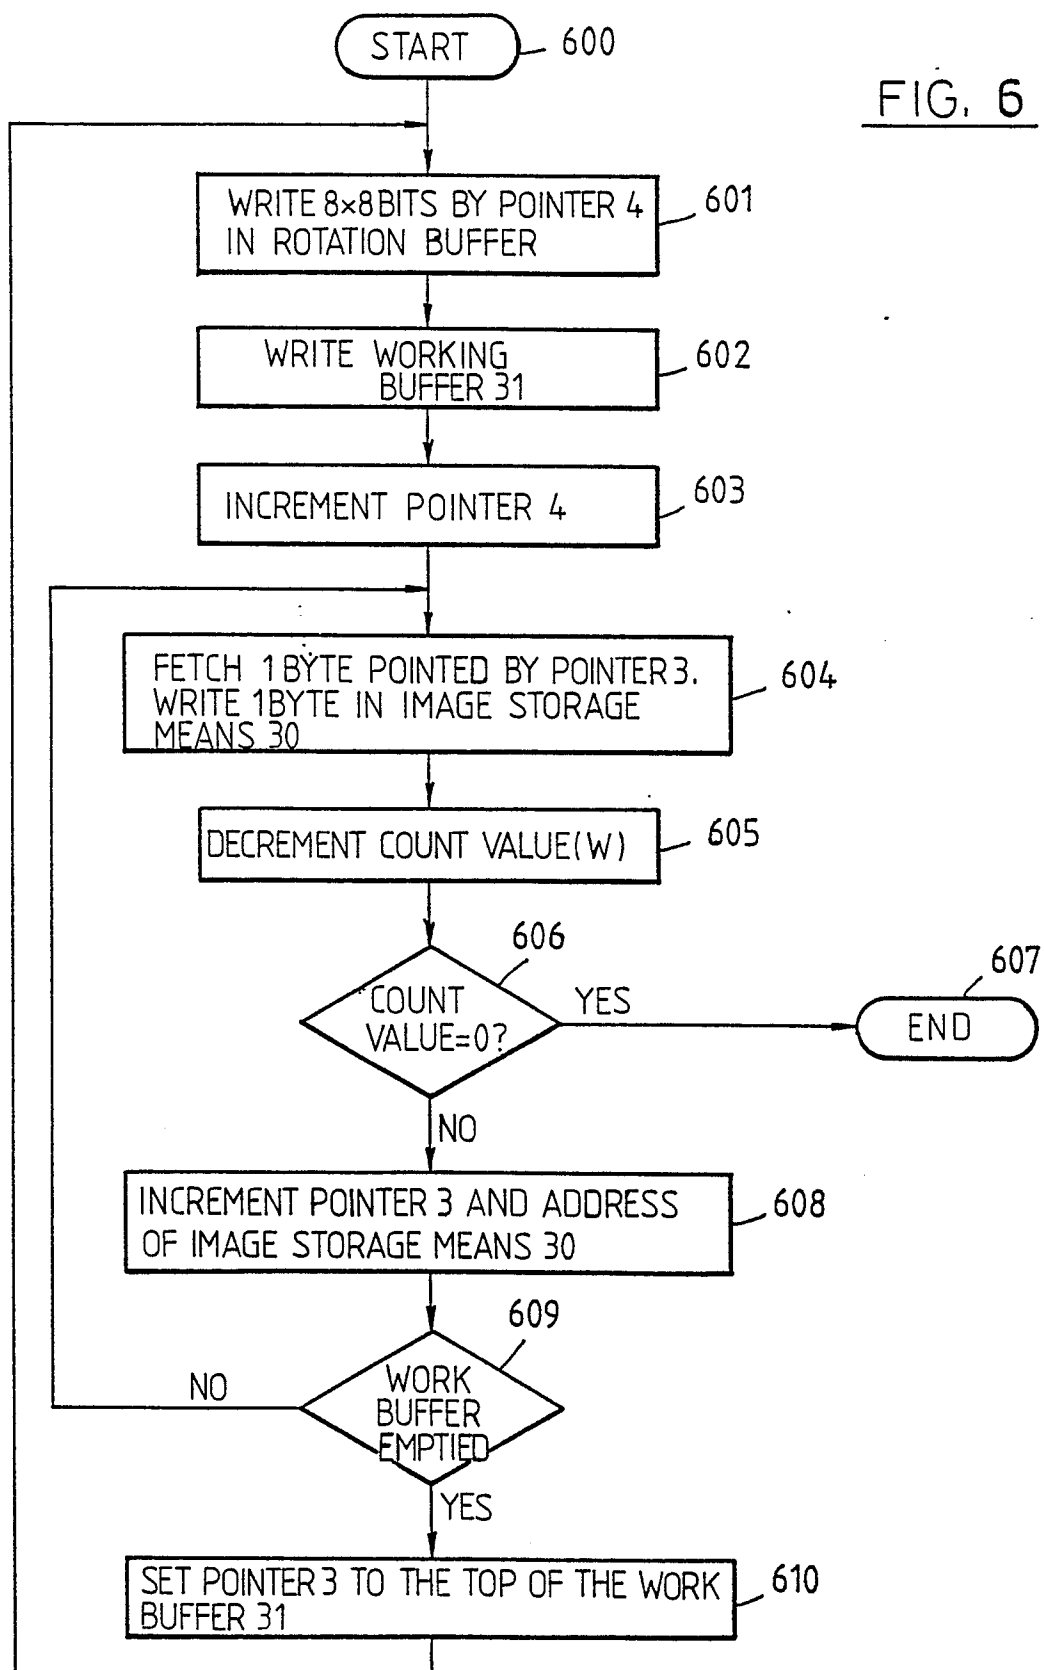 START
600
FIG. 6
WRITE 8×8BITS BY POINTER 4
IN ROTATION BUFFER
601
WRITE WORKING
BUFFER 31
602
INCREMENT POINTER 4
603
FETCH 1 BYTE POINTED BY POINTER 3.
WRITE 1BYTE IN IMAGE STORAGE
MEANS 30
604
DECREMENT COUNT VALUE(W)
605
606
COUNT
VALUE=0?
YES
607
END
NO
INCREMENT POINTER 3 AND ADDRESS
OF IMAGE STORAGE MEANS 30
608
609
WORK
BUFFER
EMPTIED
NO
YES
SET POINTER 3 TO THE TOP OF THE WORK
BUFFER 31
610